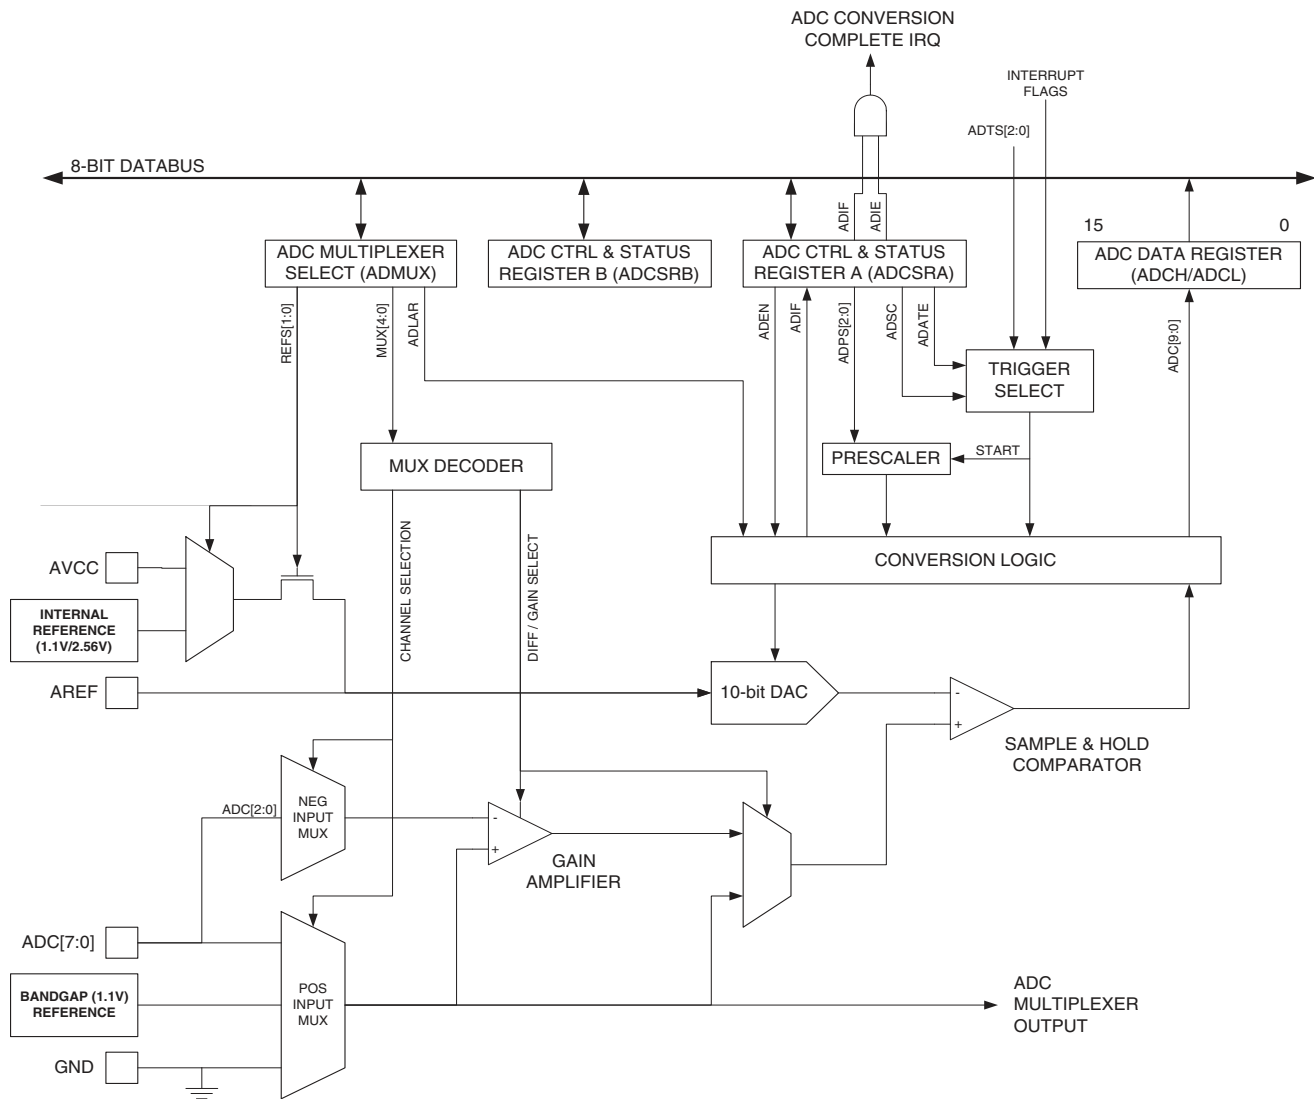 ADC CONVERSION
COMPLETE IRQ
INTERRUPT
FLAGS
ADTS[2:0]
8-BIT DATABUS
ADIF
ADIE
15
0
ADC MULTIPLEXER
SELECT (ADMUX)
ADC CTRL & STATUS
REGISTER B (ADCSRB)
ADC CTRL & STATUS
REGISTER A (ADCSRA)
ADC DATA REGISTER
(ADCH/ADCL)
REFS[1:0]
MUX[4:0]
ADLAR
ADEN
ADIF
ADPS[2:0]
ADSC
ADATE
ADC[9:0]
TRIGGER
SELECT
MUX DECODER
PRESCALER
START
CHANNEL SELECTION
DIFF / GAIN SELECT
CONVERSION LOGIC
AVCC
INTERNAL
REFERENCE
(1.1V/2.56V)
AREF
10-bit DAC
-
+
SAMPLE & HOLD
COMPARATOR
ADC[2:0]
NEG
INPUT
MUX
-
+
GAIN
AMPLIFIER
ADC[7:0]
BANDGAP (1.1V)
REFERENCE
POS
INPUT
MUX
ADC
MULTIPLEXER
OUTPUT
GND